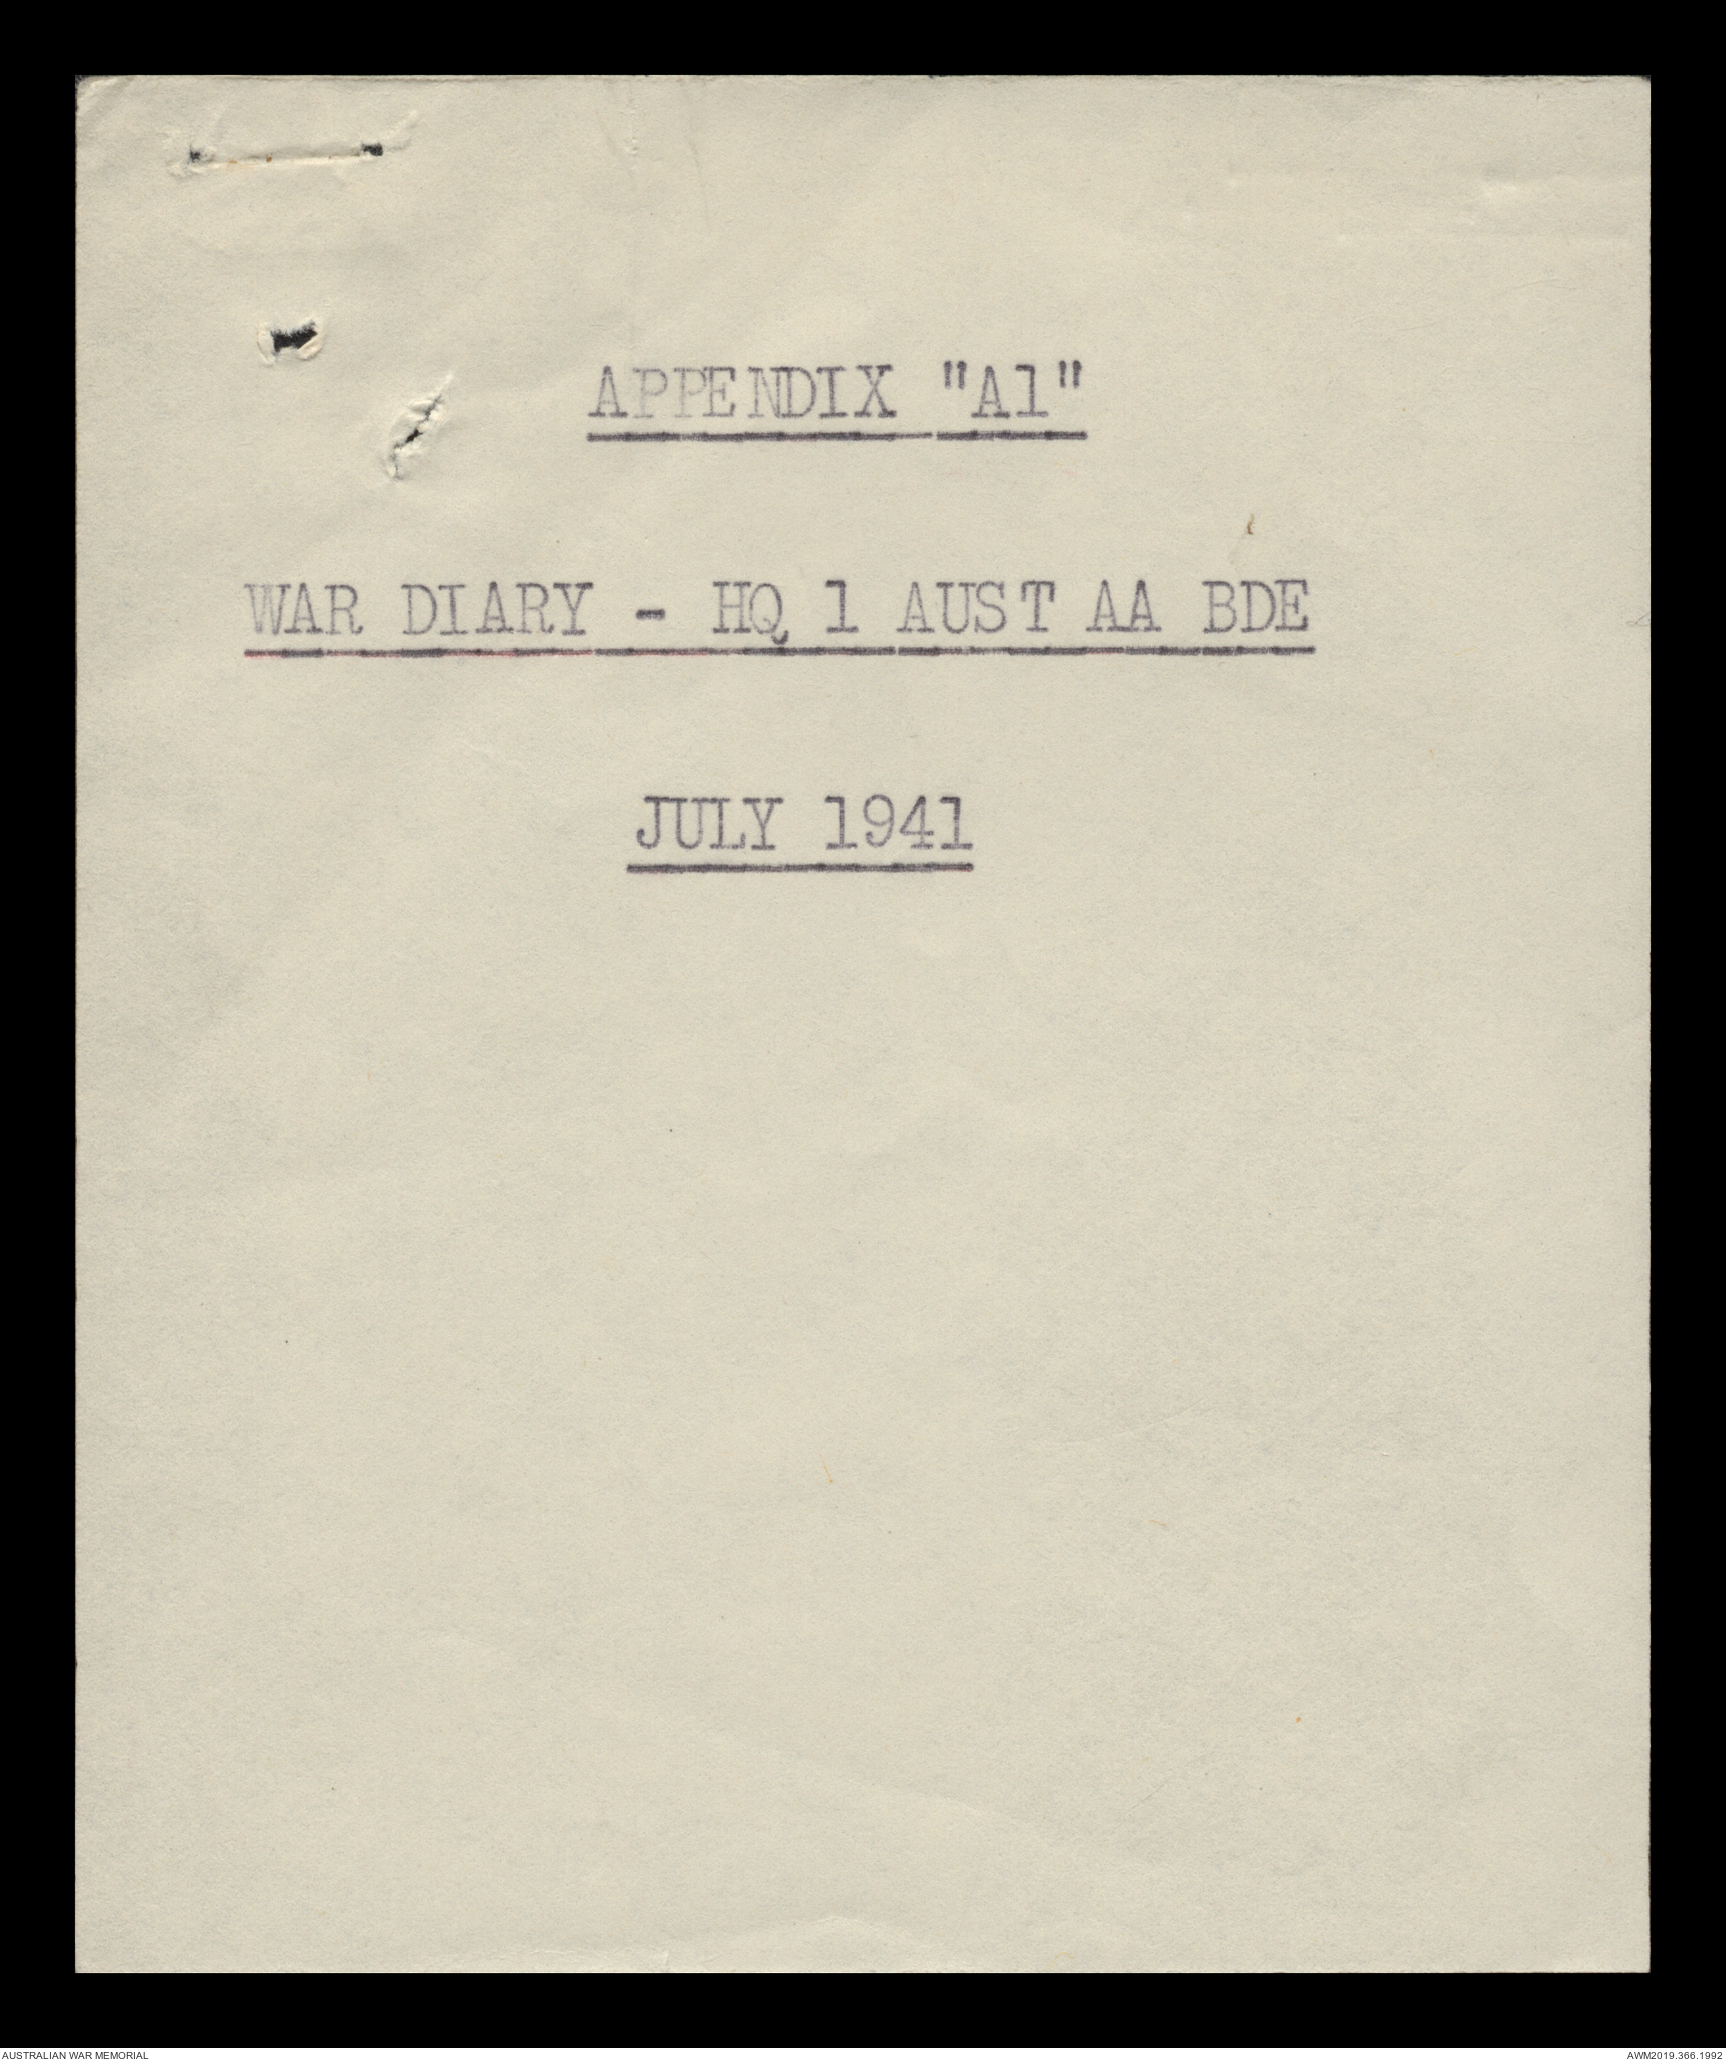 APPENDIX "A1"
WAR DIARY - HQ 1 AUST AA BDE
JULY 1941
AUSTRALIAN WAR MEMORIAL
AWM2019.366.1992